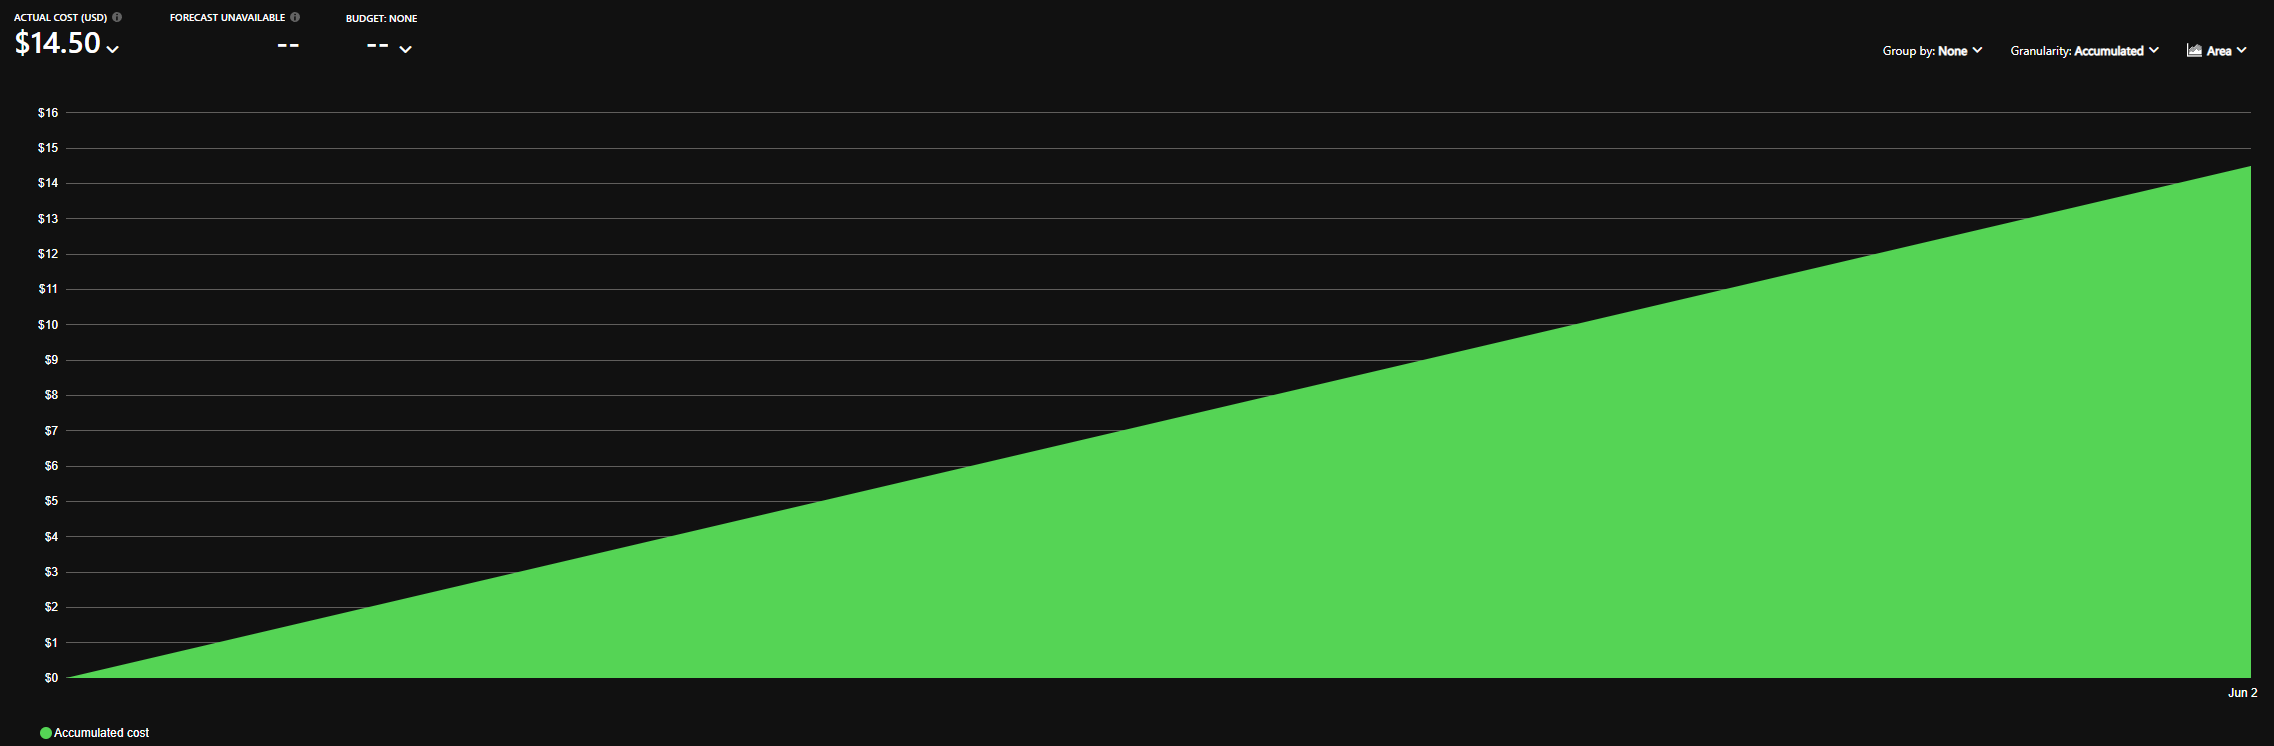 ACTUAL COST (USD)
$14.50
FORECAST UNAVAILABLE
--
BUDGET: NONE
--
Group by: None
Granularity: Accumulated
Area
$16
$15
$14
$13
$12
$11
$10
$9
$8
$7
$6
$5
$4
$3
$2
$1
$0
Jun 2
Accumulated cost